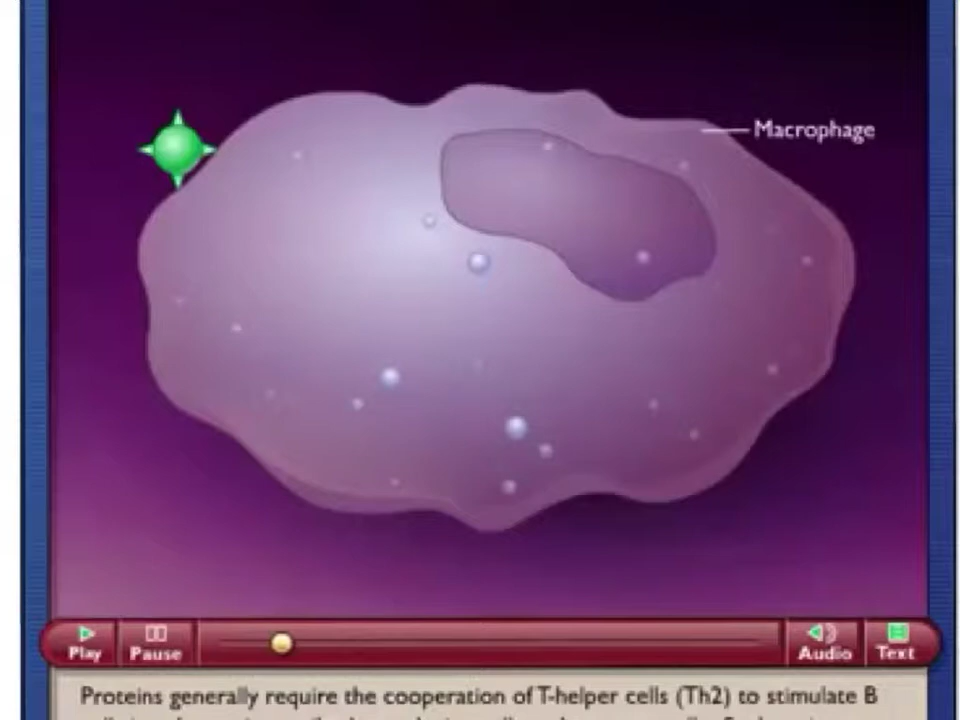 Macrophage
Play
Pause
Audio
Text
Proteins generally require the cooperation of T-helper cells (Th2) to stimulate B